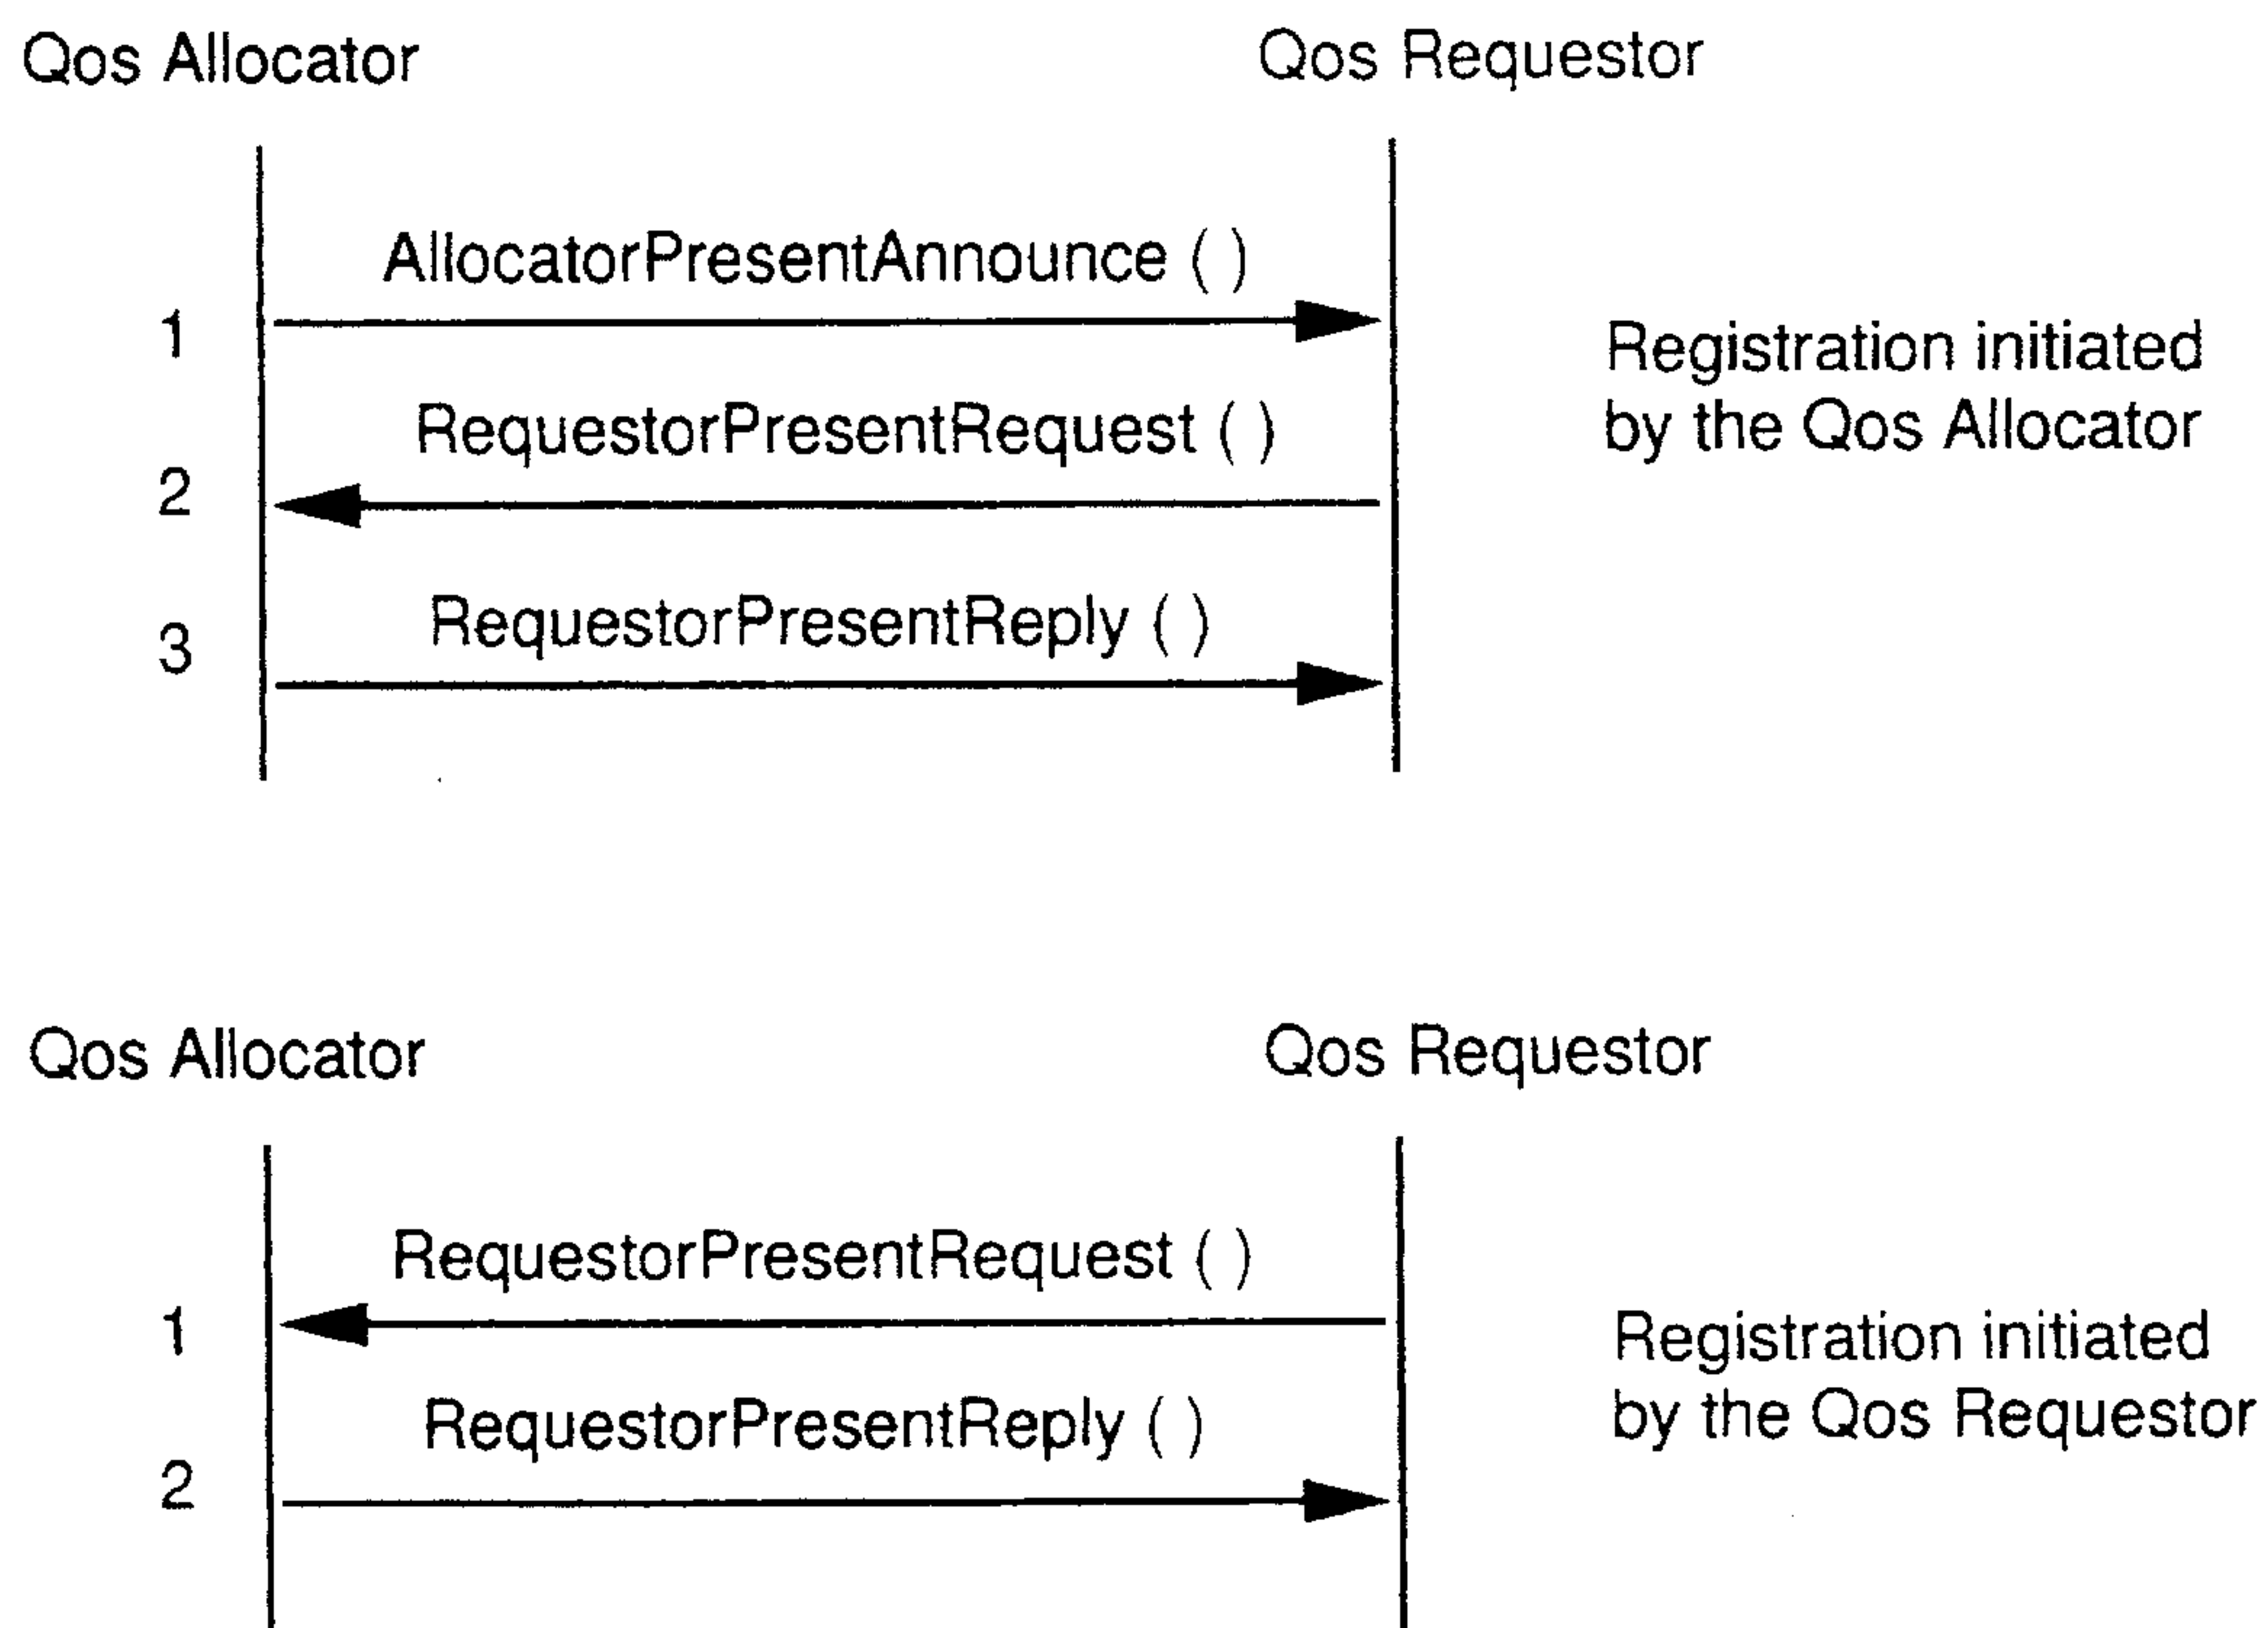 Qos Allocator
Qos Requestor
AllocatorPresentAnnounce ( )
1
Registration initiated
by the Qos Allocator
RequestorPresentRequest ( )
2
RequestorPresentReply ( )
3
Qos Allocator
Qos Requestor
RequestorPresentRequest ( )
1
Registration initiated
by the Qos Requestor
RequestorPresentReply ( )
2